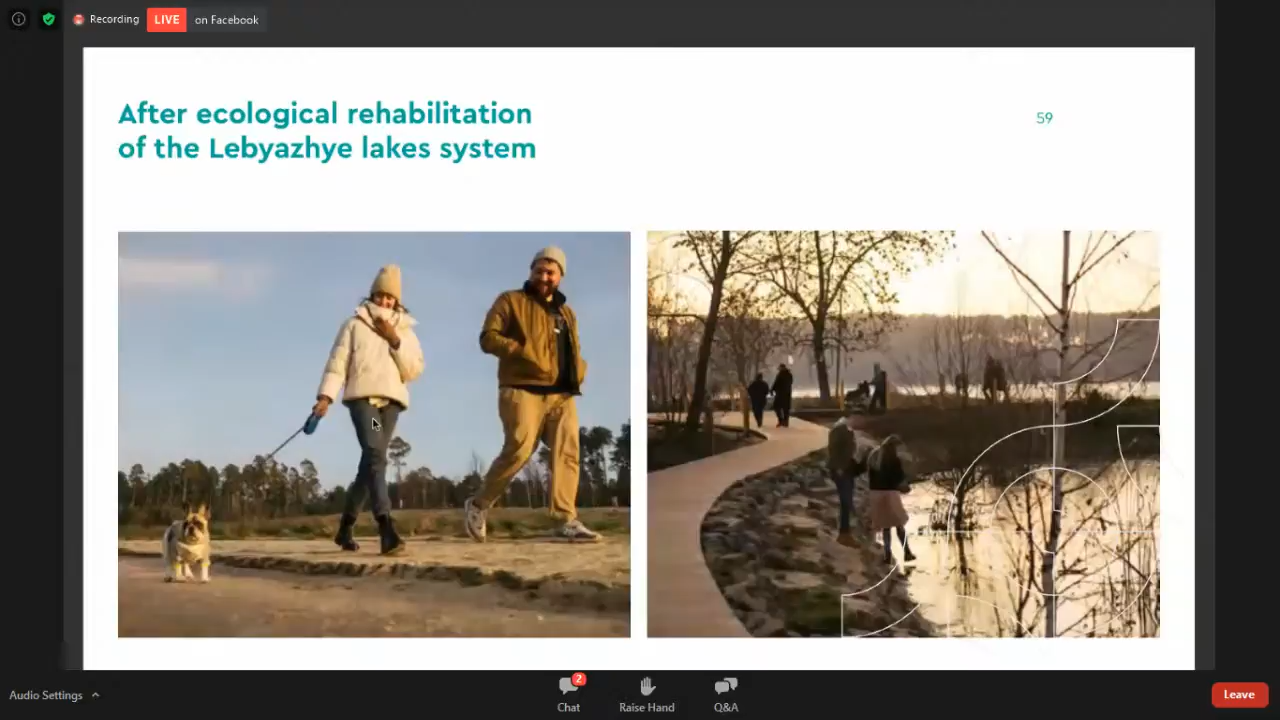 Recording
LIVE
on Facebook
After ecological rehabilitation
of the Lebyazhye lakes system
59
Audio Settings
2
Chat
Raise Hand
Q&A
Leave